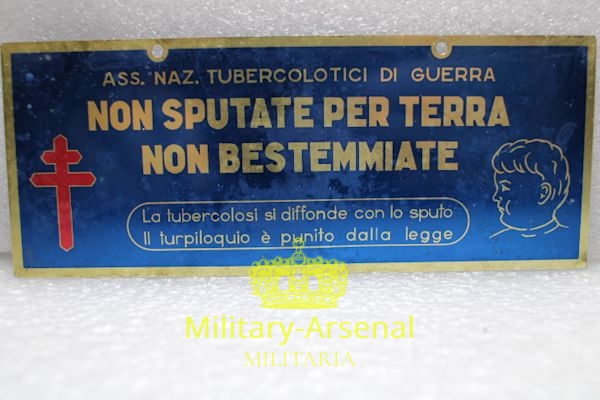 ASS. NAZ. TUBERCOLOTICI DI GUERRA
NON SPUTATE PER TERRA
NON BESTEMMIATE
La tubercolosi si diffonde con lo sputo
Il turpiloquio è punito dalla legge
Military-Arsenal
MILITARIA